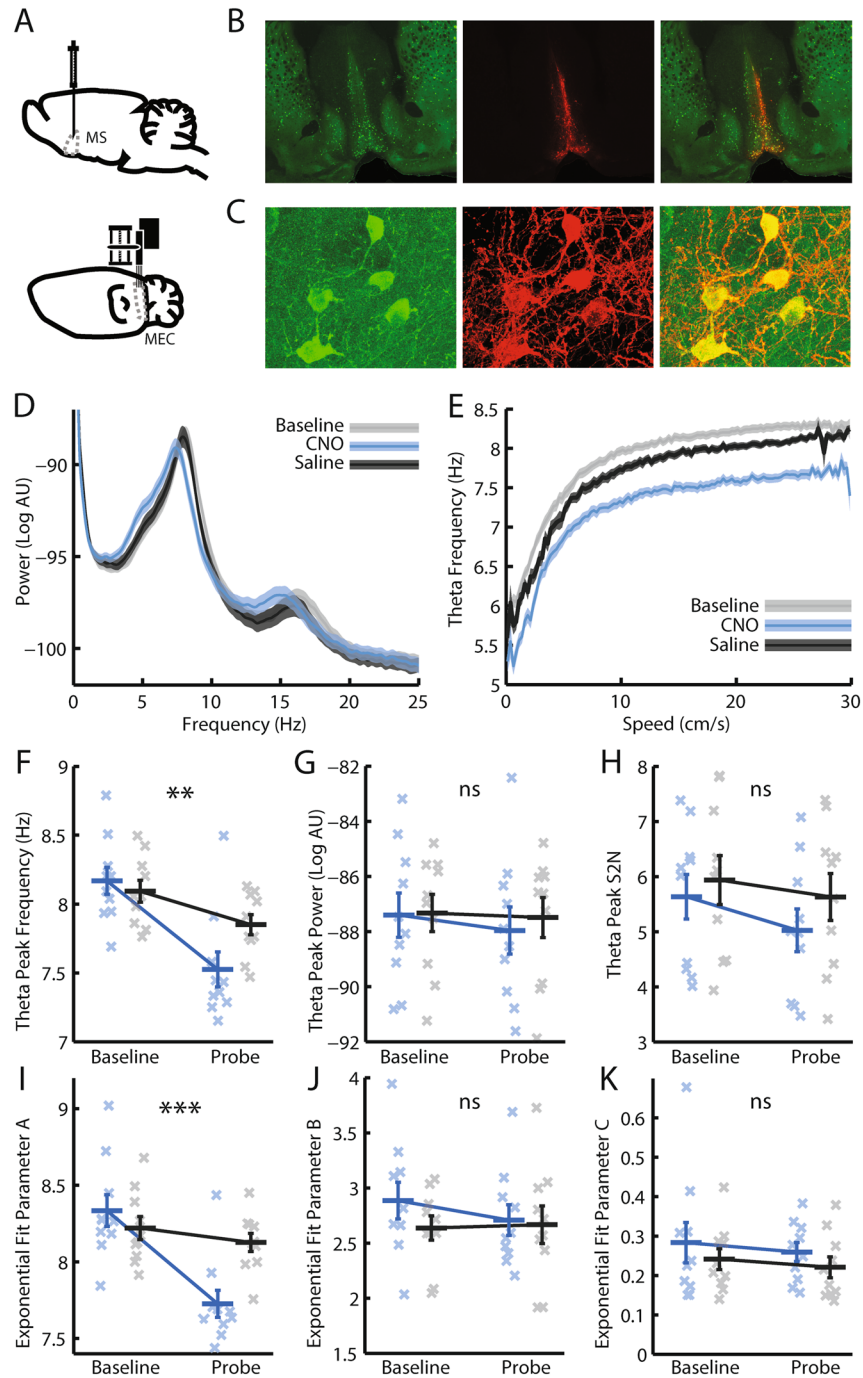 A
MS
MEC
B
C
D
Power (Log AU)
−90
−95
−100
0
5
10
15
20
25
Frequency (Hz)
Baseline
CNO
Saline
E
Theta Frequency (Hz)
8.5
8
7.5
7
6.5
6
5.5
5
0
10
20
30
Speed (cm/s)
Baseline
CNO
Saline
F
Theta Peak Frequency (Hz)
9
8.5
8
7.5
7
**
Baseline
Probe
G
Theta Peak Power (Log AU)
−82
−84
−86
−88
−90
−92
ns
Baseline
Probe
H
Theta Peak S2N
8
7
6
5
4
3
ns
Baseline
Probe
I
Exponential Fit Parameter A
9
8.5
8
7.5
***
Baseline
Probe
J
Exponential Fit Parameter B
4
3.5
3
2.5
2
1.5
ns
Baseline
Probe
K
Exponential Fit Parameter C
0.6
0.5
0.4
0.3
0.2
0.1
0
ns
Baseline
Probe